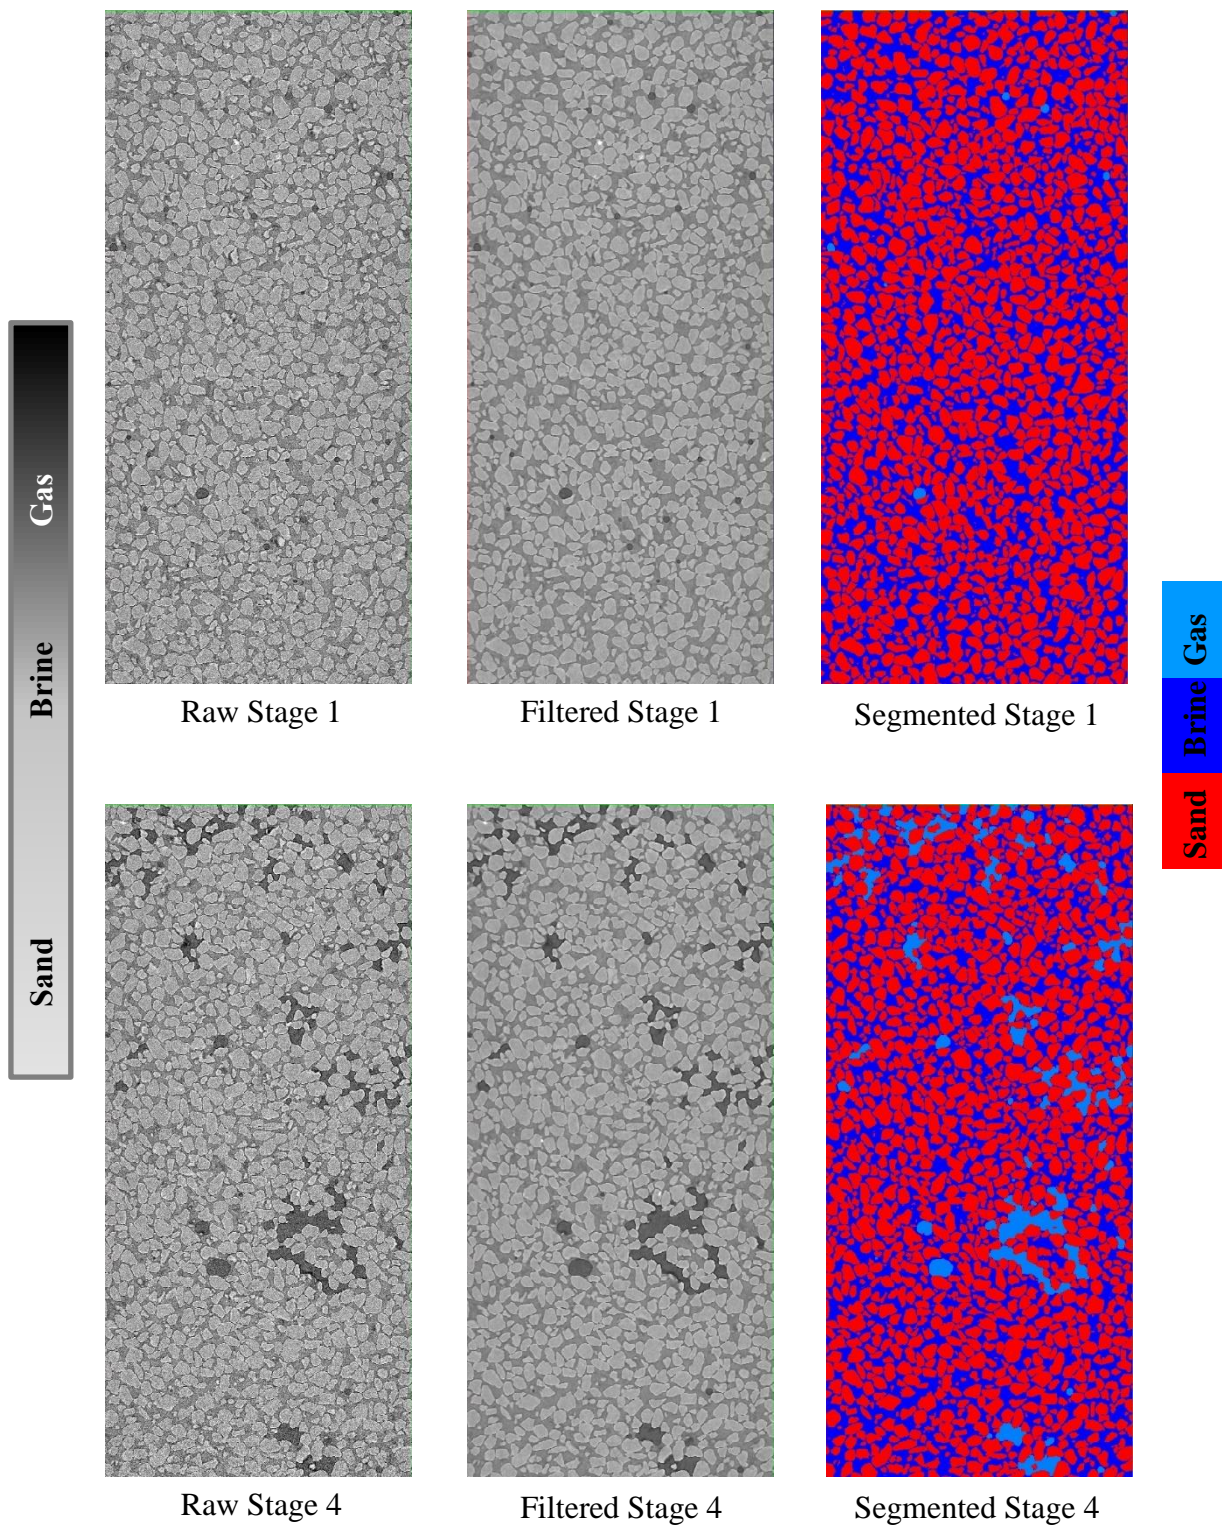 Gas
Brine
Sand
Raw Stage 1
Filtered Stage 1
Segmented Stage 1
Gas
Brine
Sand
Raw Stage 4
Filtered Stage 4
Segmented Stage 4